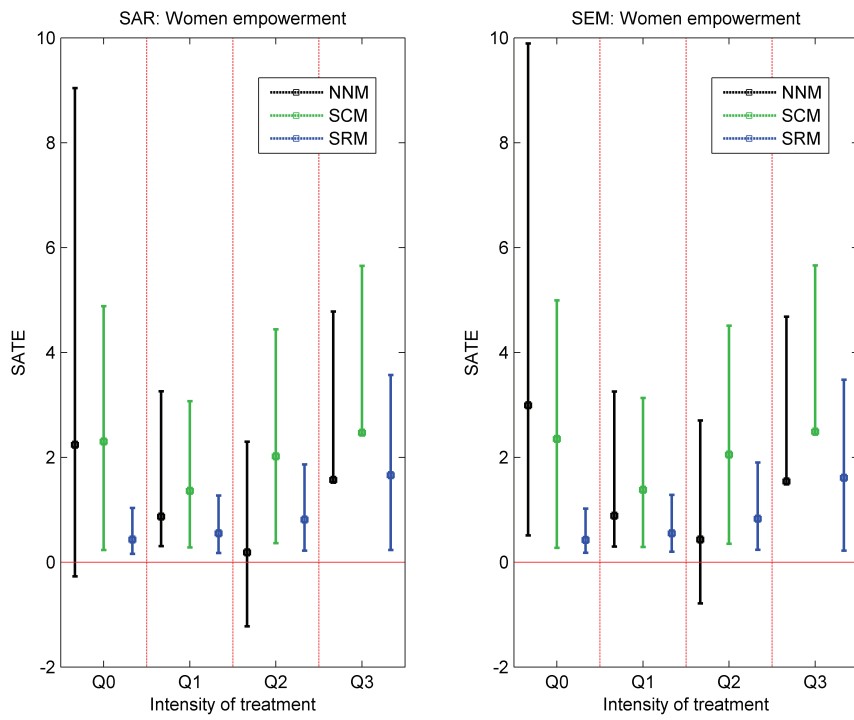 SAR: Women empowerment
10
8
6
4
2
0
-2
SATE
NNM
SCM
SRM
Q0 Q1 Q2 Q3
Intensity of treatment
SEM: Women empowerment
10
8
6
4
2
0
-2
SATE
NNM
SCM
SRM
Q0 Q1 Q2 Q3
Intensity of treatment